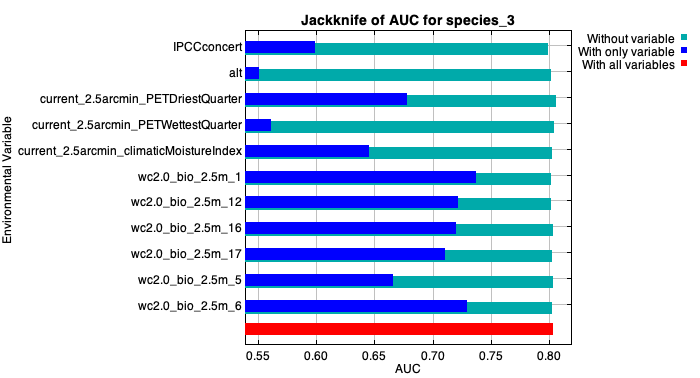 Jackknife of AUC for species_3
Without variable
With only variable
With all variables
Environmental Variable
IPCCconcert
alt
current_2.5arcmin_PETDriestQuarter
current_2.5arcmin_PETWettestQuarter
current_2.5arcmin_climaticMoistureIndex
wc2.0_bio_2.5m_1
wc2.0_bio_2.5m_12
wc2.0_bio_2.5m_16
wc2.0_bio_2.5m_17
wc2.0_bio_2.5m_5
wc2.0_bio_2.5m_6
0.55 0.60 0.65 0.70 0.75 0.80
AUC